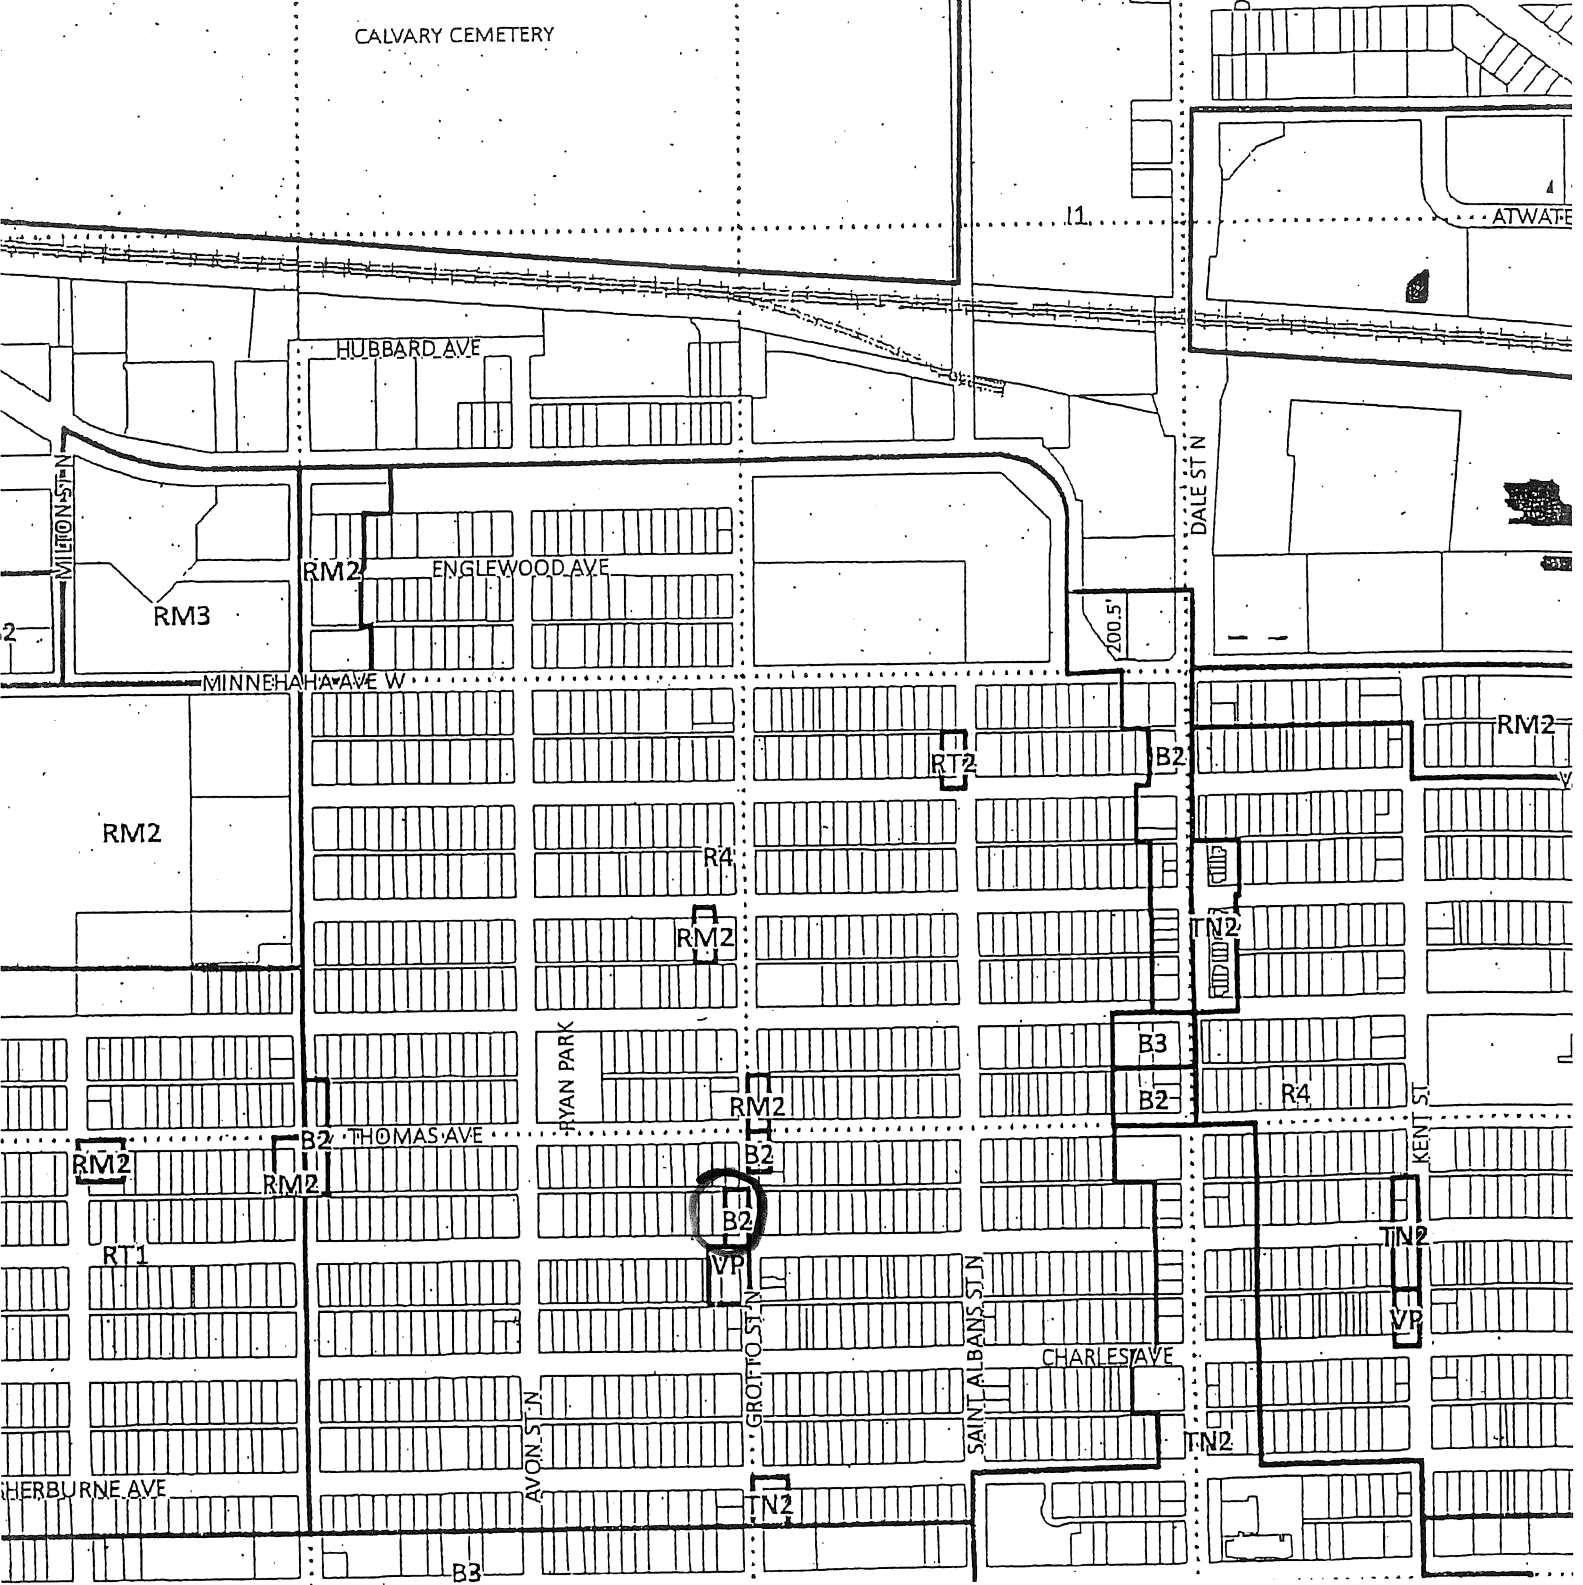 CALVARY CEMETERY
I1
ATWATE
HUBBARD AVE
DALE ST N
MILTON ST N
RM2
ENGLEWOOD AVE
RM3
200.5'
2
MINNEHAHA AVE W
RM2
RT2
B2
RM2
R4
RM2
TN2
RYAN PARK
B3
RM2
B2
R4
KENT ST
B2
THOMAS AVE
RM2
B2
RM2
B2
TN2
RT1
VP
GROTTO ST N
SAINT ALBANS ST N
VP
CHARLES AVE
AVON ST N
TN2
HERBURNE AVE
TN2
B3